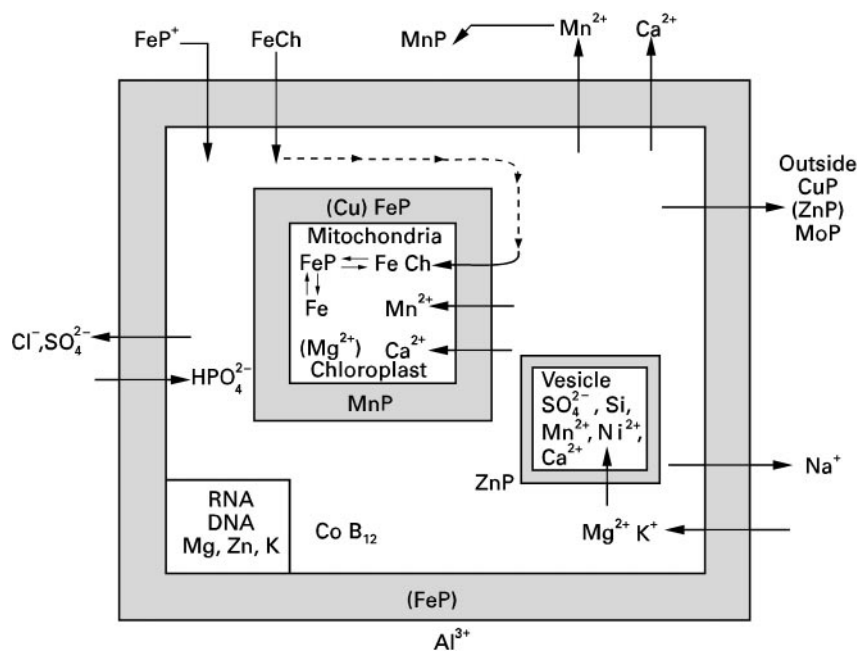 FeP⁺ FeCh MnP Mn²⁺ Ca²⁺
Outside
CuP
(ZnP)
MoP
(Cu) FeP
Mitochondria
FeP Fe Ch
Fe Mn²⁺
(Mg²⁺) Ca²⁺
Chloroplast
MnP
Cl⁻,SO₄²⁻
HPO₄²⁻
Vesicle
SO₄²⁻ , Si,
Mn²⁺, Ni²⁺,
Ca²⁺
ZnP
Na⁺
RNA
DNA
Mg, Zn, K
Co B₁₂
Mg²⁺ K⁺
(FeP)
Al³⁺